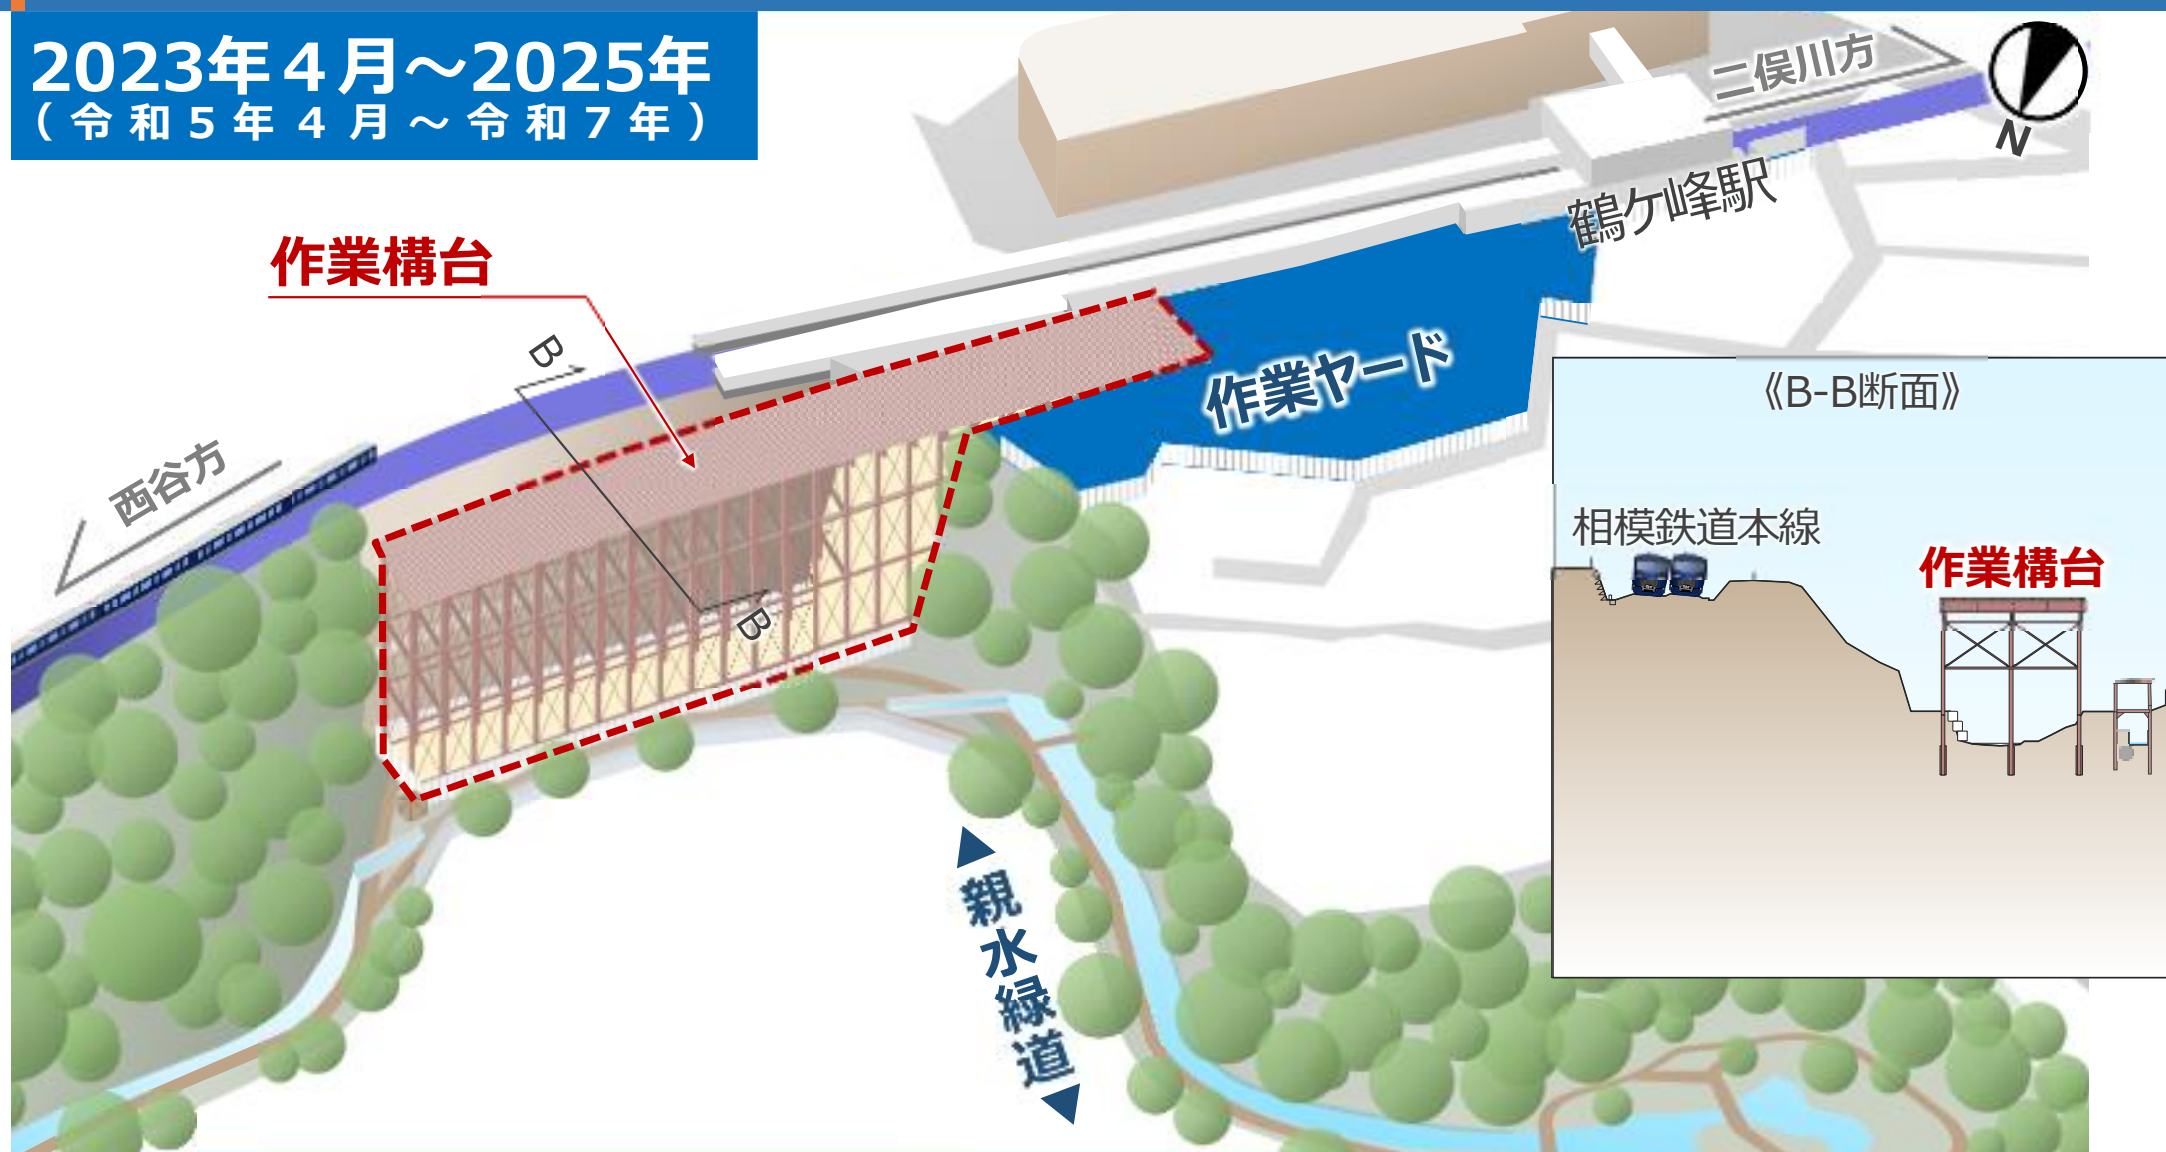 2023年４月～2025年
（令和５年４月～令和７年）
二俣川方
N
鶴ケ峰駅
作業構台
B
作業ヤード
西谷方
B
《B-B断面》
相模鉄道本線
作業構台
親水緑道